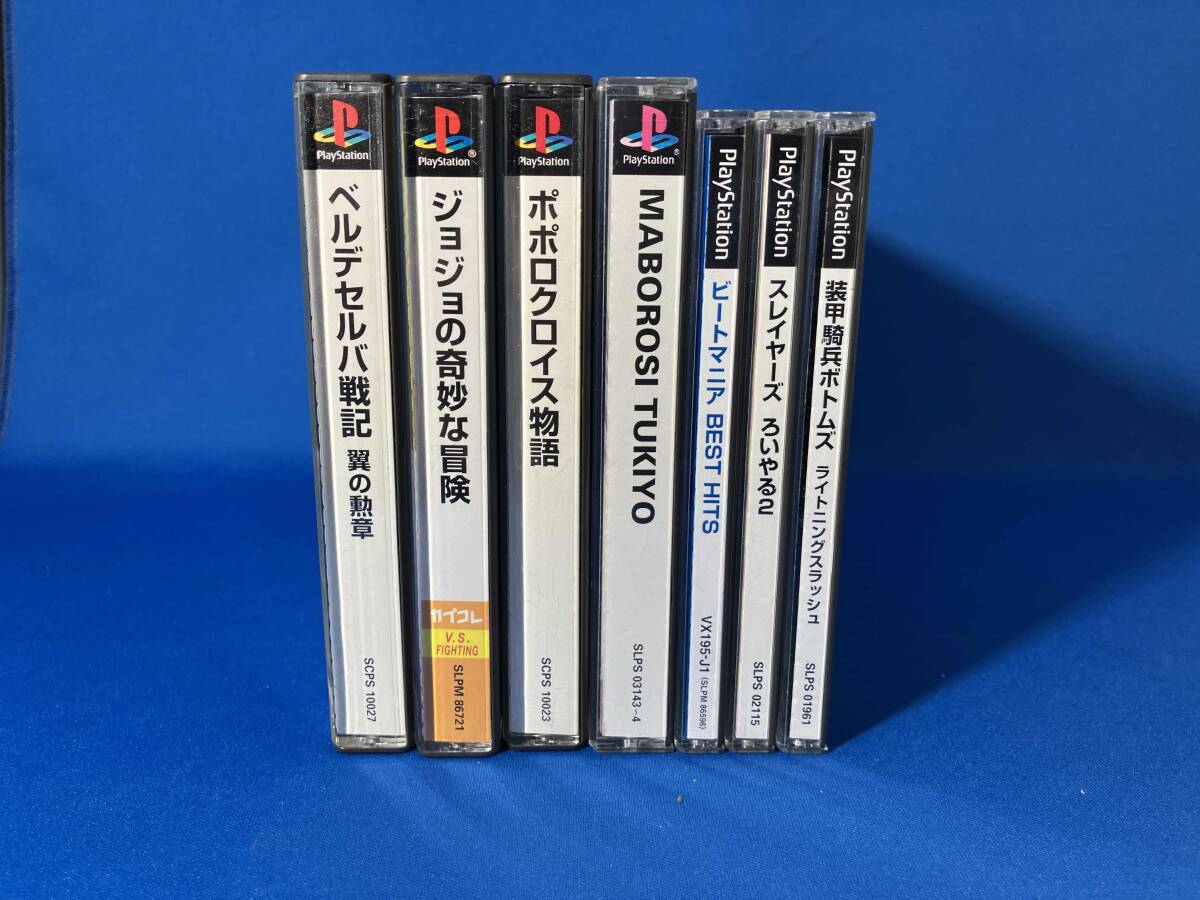 PlayStation
ベルデセルバ戦記 翼の勲章
SCPS 10027
PlayStation®
ジョジョの奇妙な冒険
カプコレ
V.S.
FIGHTING
SLPM 86721
PlayStation
ポポロクロイス物語
SCPS 10023
PlayStation®
MABOROSI TUKIYO
SLPS 03143~4
PlayStation
ビートマニア BEST HITS
VX195-J1 (SLPM 86596)
PlayStation
スレイヤーズ ろいやる2
SLPS 02115
PlayStation
装甲騎兵ボトムズ ライトニングスラッシュ
SLPS 01961